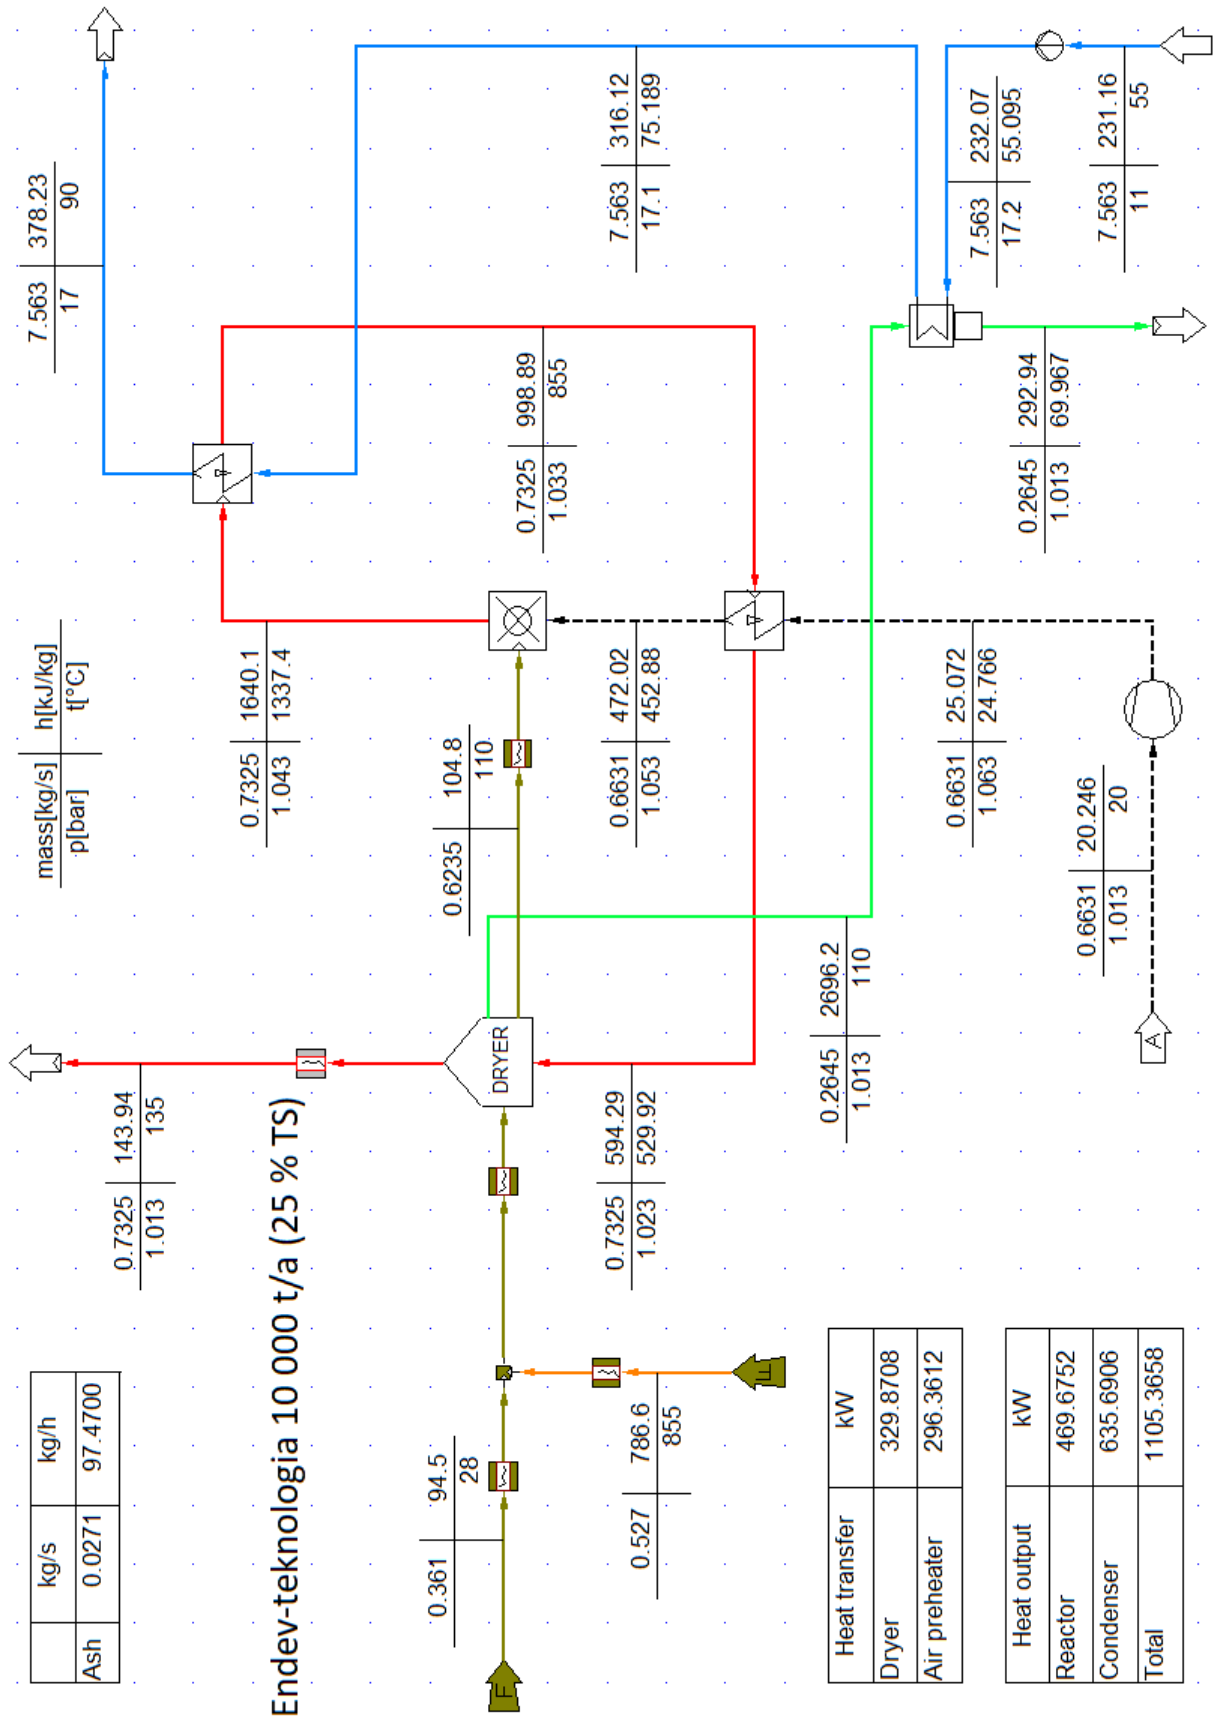 kg/s kg/h
Ash 0.0271 97.4700
mass[kg/s] h[kJ/kg]
p[bar] t[°C]
7.563 378.23
17 90
0.7325 143.94
1.013 135
0.7325 1640.1
1.043 1337.4
Endev-teknologia 10 000 t/a (25 % TS)
0.361 94.5
28
0.6235 104.8
110
F
DRYER
0.7325 998.89
1.033 855
0.527 786.6
855
0.7325 594.29
1.023 529.92
0.6631 472.02
1.053 452.88
7.563 316.12
17.1 75.189
E
0.2645 2696.2
1.013 110
Heat transfer kW
Dryer 329.8708
Air preheater 296.3612
0.6631 25.072
1.063 24.766
7.563 232.07
17.2 55.095
0.2645 292.94
1.013 69.967
0.6631 20.246
1.013 20
7.563 231.16
11 55
A
Heat output kW
Reactor 469.6752
Condenser 635.6906
Total 1105.3658